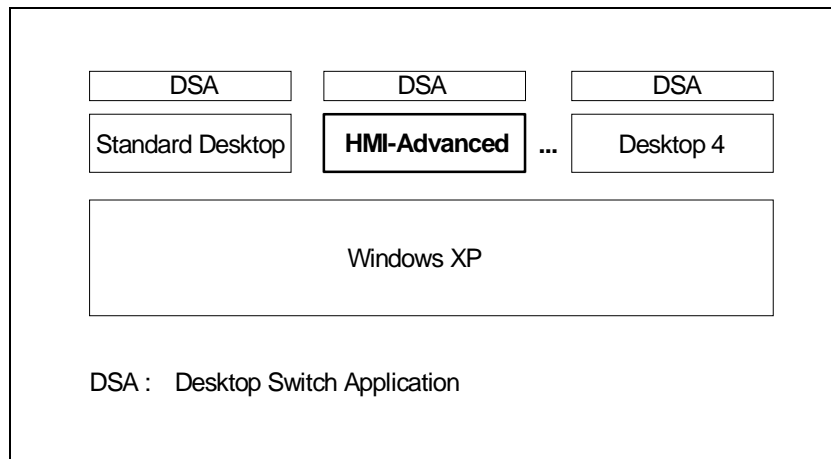 DSA DSA DSA
Standard Desktop HMI-Advanced ... Desktop 4
Windows XP
DSA : Desktop Switch Application